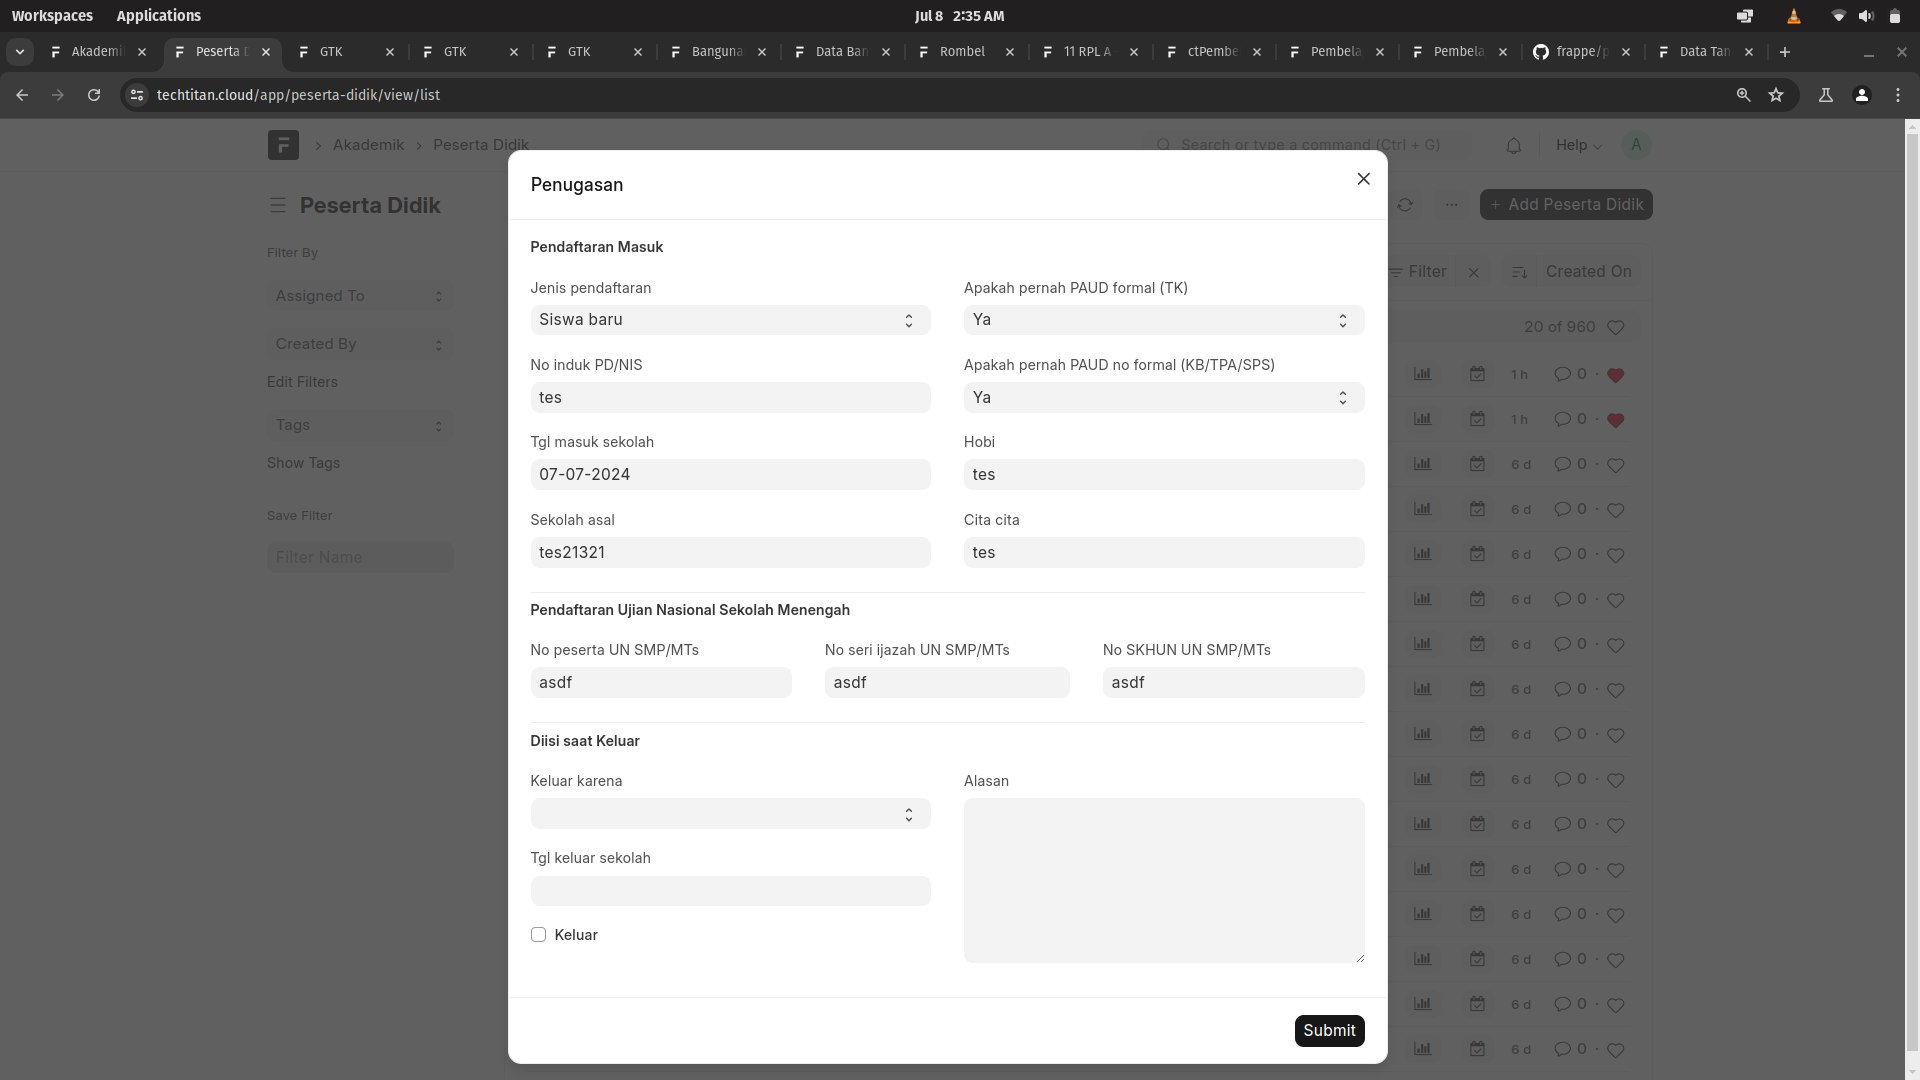 Workspaces Applications Jul 8 2:35 AM
Akademi Peserta D GTK GTK GTK Banguna Data Ban Rombel 11 RPL A ctPembe Pembela Pembela frappe/p Data Tan
techtitan.cloud/app/peserta-didik/view/list
F Akademik Peserta Didik Search or type a command (Ctrl + G) Help A
Peserta Didik ... + Add Peserta Didik
Filter By
Assigned To
Created By
Edit Filters
Tags
Show Tags
Save Filter
Filter Name
Penugasan
Pendaftaran Masuk
Jenis pendaftaran Apakah pernah PAUD formal (TK)
Siswa baru Ya
No induk PD/NIS Apakah pernah PAUD no formal (KB/TPA/SPS)
tes Ya
Tgl masuk sekolah Hobi
07-07-2024 tes
Sekolah asal Cita cita
tes21321 tes
Pendaftaran Ujian Nasional Sekolah Menengah
No peserta UN SMP/MTs No seri ijazah UN SMP/MTs No SKHUN UN SMP/MTs
asdf asdf asdf
Diisi saat Keluar
Keluar karena Alasan
Tgl keluar sekolah
Keluar
Submit
Filter Created On
20 of 960
1 h 0 ·
1 h 0 ·
6 d 0 ·
6 d 0 ·
6 d 0 ·
6 d 0 ·
6 d 0 ·
6 d 0 ·
6 d 0 ·
6 d 0 ·
6 d 0 ·
6 d 0 ·
6 d 0 ·
6 d 0 ·
6 d 0 ·
6 d 0 ·